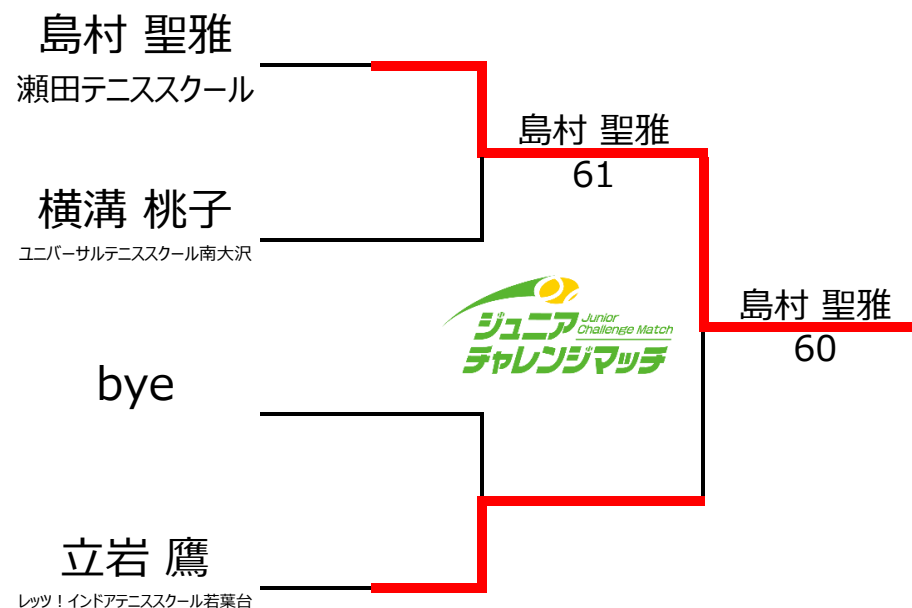 島村 聖雅
瀬田テニススクール
島村 聖雅
61
横溝 桃子
ユニバーサルテニススクール南大沢
ジュニア
Junior
Challenge Match
チャレンジマッチ
島村 聖雅
60
bye
立岩 鷹
レッツ！インドアテニススクール若葉台